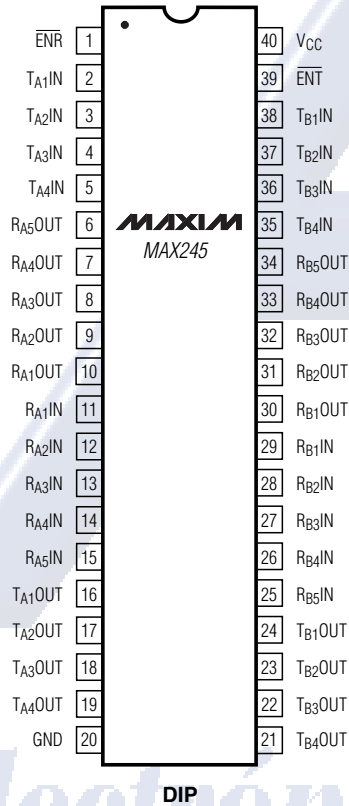 ENR 1 40 VCC
TA1IN 2 39 ENT
TA2IN 3 38 TB1IN
TA3IN 4 37 TB2IN
TA4IN 5 36 TB3IN
RA5OUT 6 MAXIM 35 TB4IN
RA4OUT 7 MAX245 34 RB5OUT
RA3OUT 8 33 RB4OUT
RA2OUT 9 32 RB3OUT
RA1OUT 10 31 RB2OUT
RA1IN 11 30 RB1OUT
RA2IN 12 29 RB1IN
RA3IN 13 28 RB2IN
RA4IN 14 27 RB3IN
RA5IN 15 26 RB4IN
TA1OUT 16 25 RB5IN
TA2OUT 17 24 TB1OUT
TA3OUT 18 23 TB2OUT
TA4OUT 19 22 TB3OUT
GND 20 21 TB4OUT
DIP